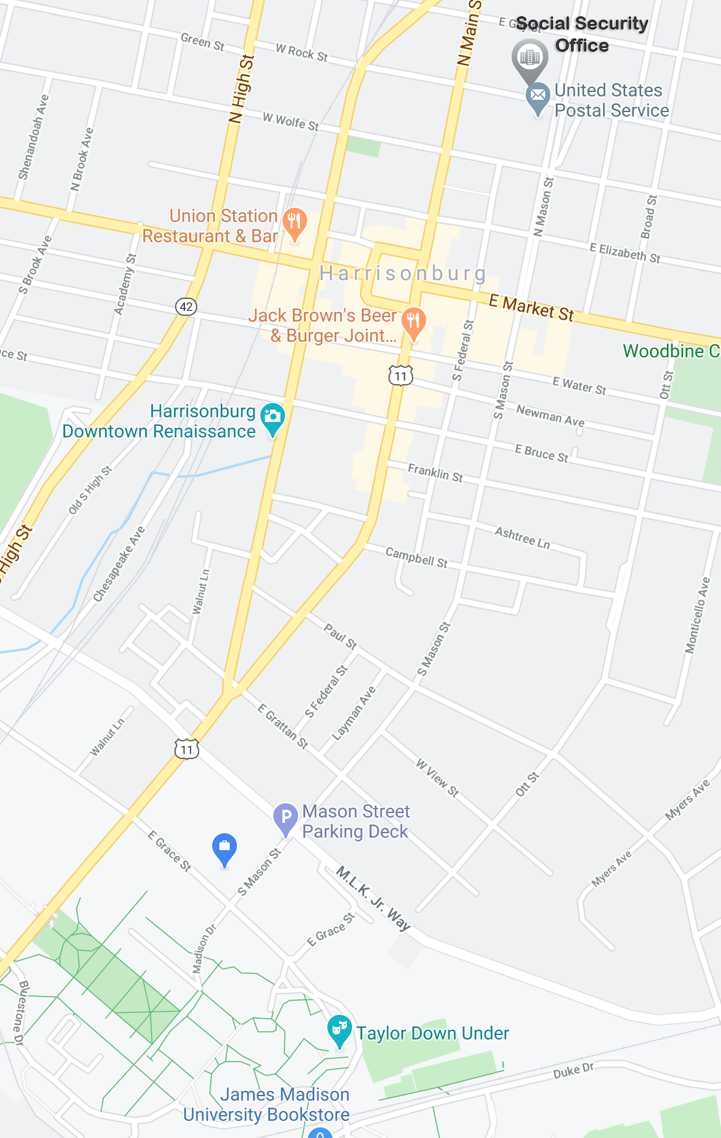 E Gay St
Social Security
Office
Green St
W Rock St
N Main S
N High St
United States
Postal Service
Shenandoah Ave
N Brook Ave
W Wolfe St
Union Station
Restaurant & Bar
N Mason St
Broad St
E Elizabeth St
S Brook Ave
Academy St
Harrisonburg
E Market St
42
Jack Brown's Beer
& Burger Joint...
Woodbine C
S Federal St
uce St
11
E Water St
Ott St
S Mason St
Newman Ave
Harrisonburg
Downtown Renaissance
E Bruce St
Franklin St
Old S High St
High St
Ashtree Ln
Campbell St
Chesapeake Ave
Walnut Ln
Monticello Ave
Paul St
S Mason St
S Federal St
Layman Ave
E Grattan St
Walnut Ln
11
W View St
Ott St
Myers Ave
Mason Street
Parking Deck
P
E Grace St
S Mason St
Myers Ave
M.L.K. Jr. Way
E Grace St
Madison Dr
Bluestone Dr
Taylor Down Under
Duke Dr
James Madison
University Bookstore